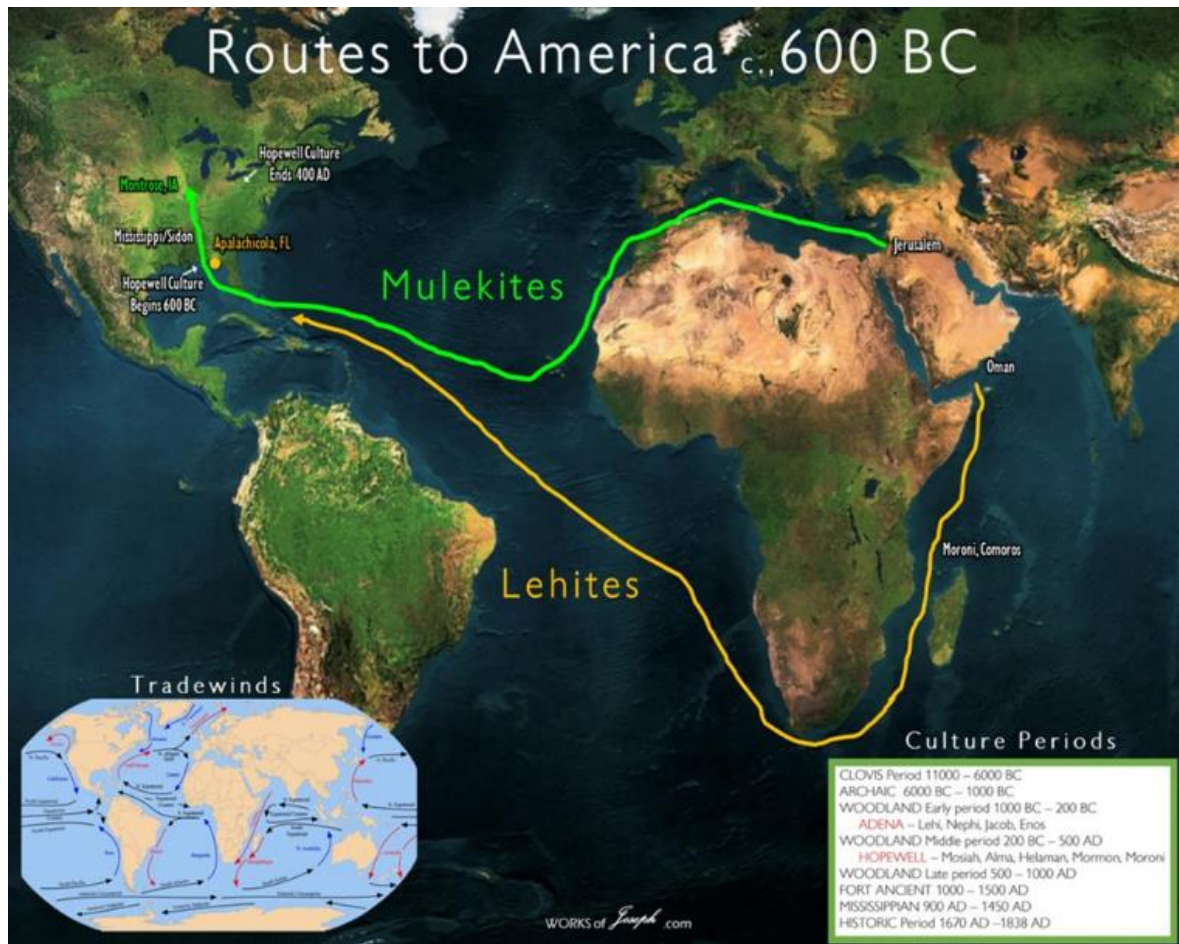 Routes to America c., 600 BC
Hopewell Culture
Ends 400 AD
Montrose, IA
Mississippi/Sidon
Apalachicola, FL
Hopewell Culture
Begins 600 BC
Mulekites
Jerusalem
Oman
Moroni, Comoros
Lehites
Tradewinds
Culture Periods
CLOVIS Period 11000 – 6000 BC
ARCHAIC 6000 BC – 1000 BC
WOODLAND Early period 1000 BC – 200 BC
ADENA – Lehi, Nephi, Jacob, Enos
WOODLAND Middle period 200 BC – 500 AD
HOPEWELL – Mosiah, Alma, Helaman, Mormon, Moroni
WOODLAND Late period 500 – 1000 AD
FORT ANCIENT 1000 – 1500 AD
MISSISSIPPIAN 900 AD – 1450 AD
HISTORIC Period 1670 AD –1838 AD
WORKS of Joseph .com